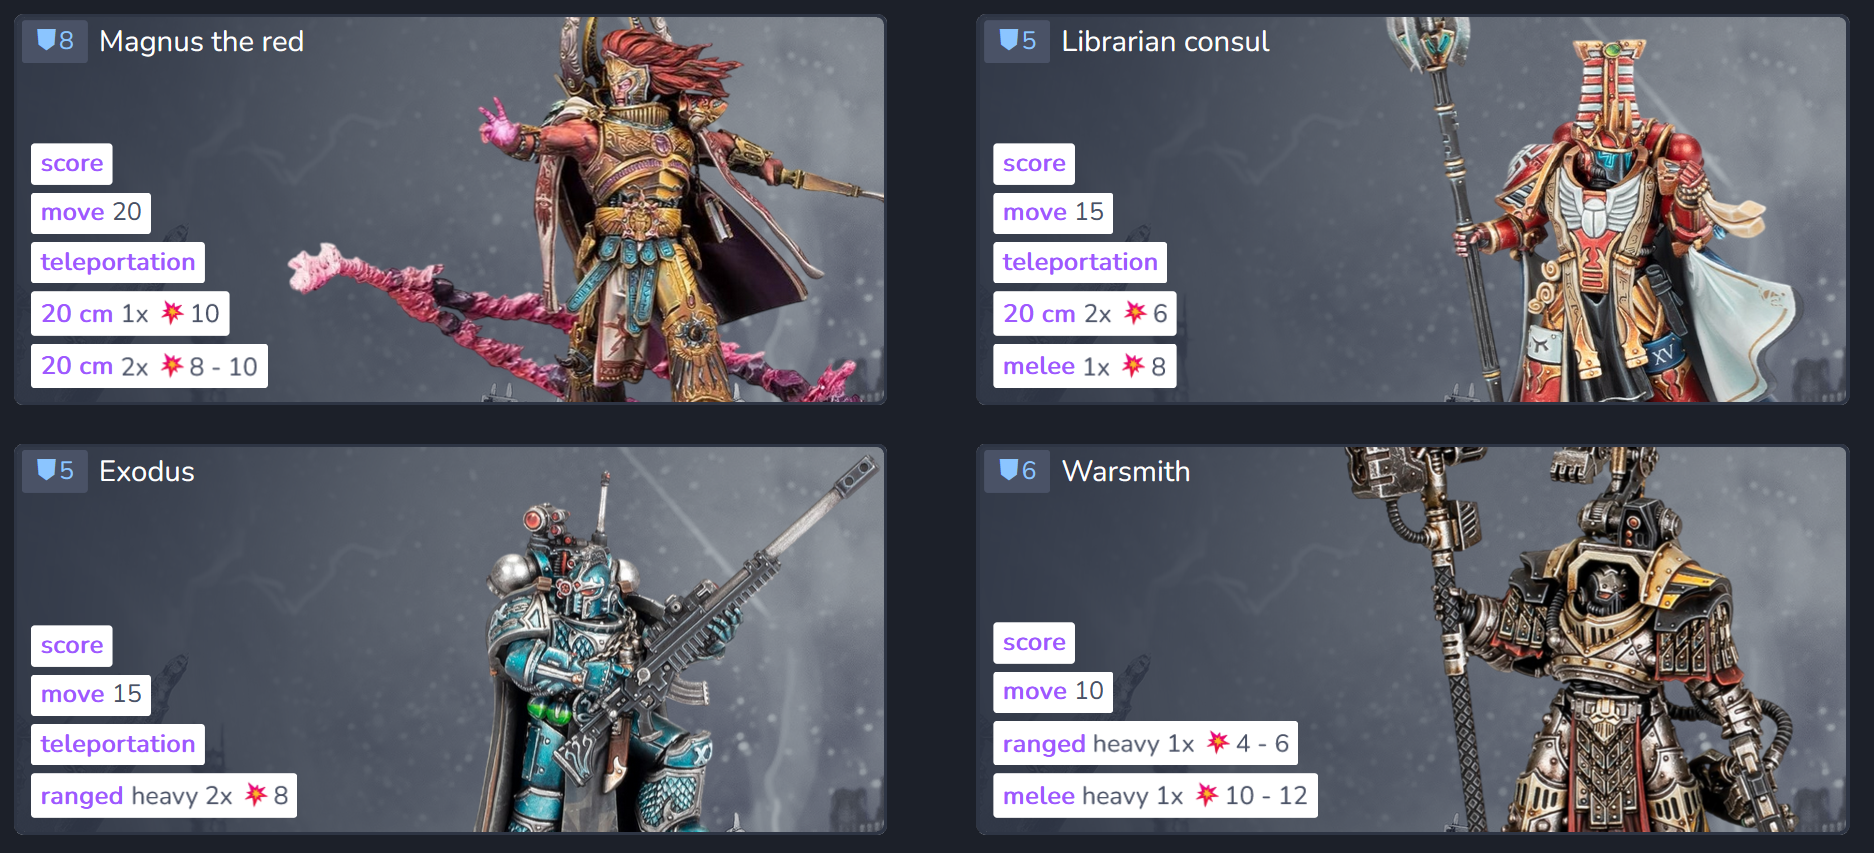 8 Magnus the red
score
move 20
teleportation
20 cm 1x 💥 10
20 cm 2x 💥 8 - 10
5 Librarian consul
score
move 15
teleportation
20 cm 2x 💥 6
melee 1x 💥 8
XV
5 Exodus
score
move 15
teleportation
ranged heavy 2x 💥 8
6 Warsmith
score
move 10
ranged heavy 1x 💥 4 - 6
melee heavy 1x 💥 10 - 12